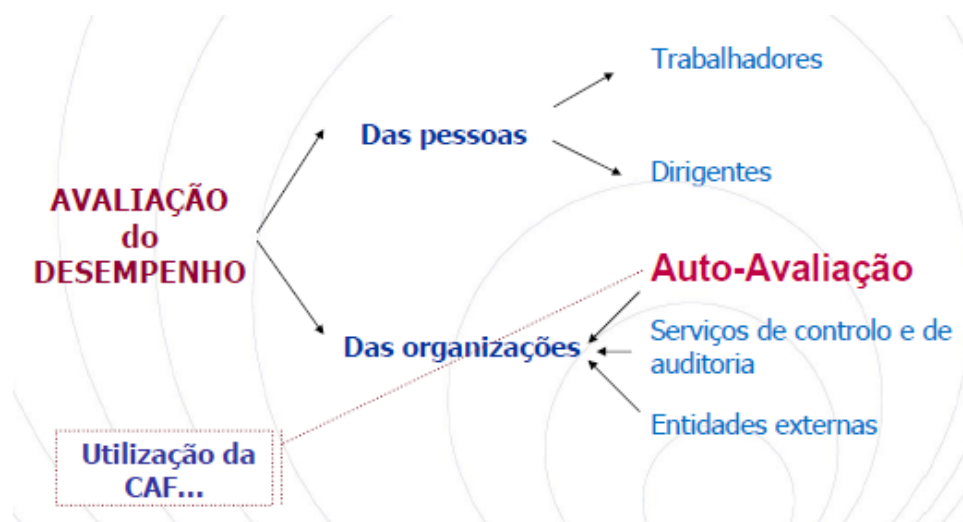 Trabalhadores
Das pessoas
Dirigentes
AVALIAÇÃO
do
DESEMPENHO
Auto-Avaliação
Das organizações
Serviços de controlo e de
auditoria
Entidades externas
Utilização da
CAF...